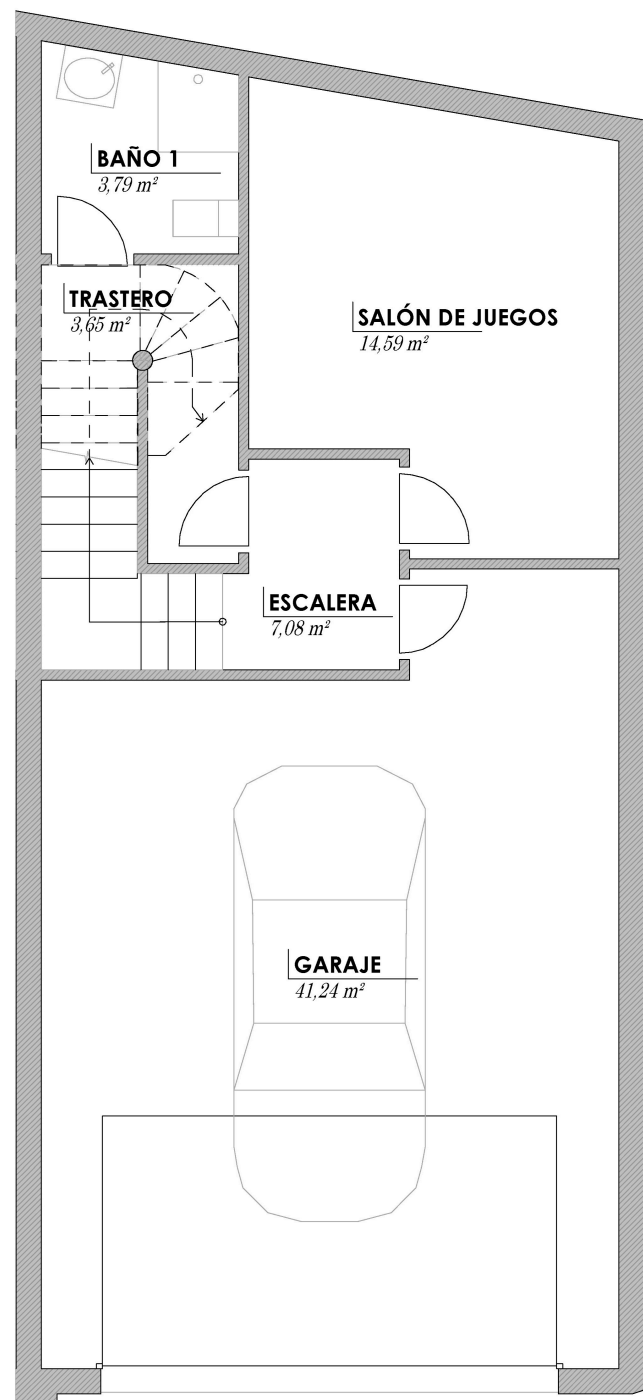 BAÑO 1
3,79 m²
TRASTERO
3,65 m²
SALÓN DE JUEGOS
14,59 m²
ESCALERA
7,08 m²
GARAJE
41,24 m²